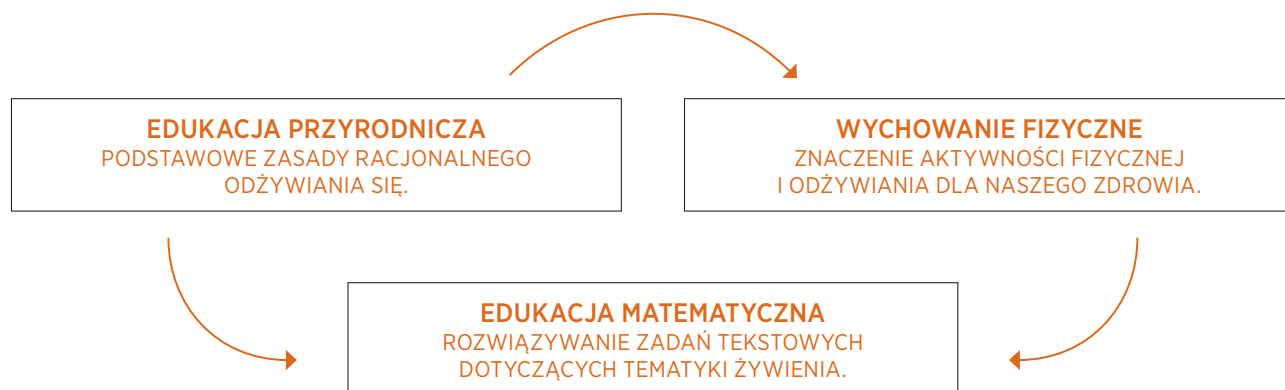 EDUKACJA PRZYRODNICZA
PODSTAWOWE ZASADY RACJONALNEGO
ODŻYWIANIA SIĘ.
WYCHOWANIE FIZYCZNE
ZNACZENIE AKTYWNOŚCI FIZYCZNEJ
I ODŻYWIANIA DLA NASZEGO ZDROWIA.
EDUKACJA MATEMATYCZNA
ROZWIĄZYWANIE ZADAŃ TEKSTOWYCH
DOTYCZĄCYCH TEMATYKI ŻYWIENIA.